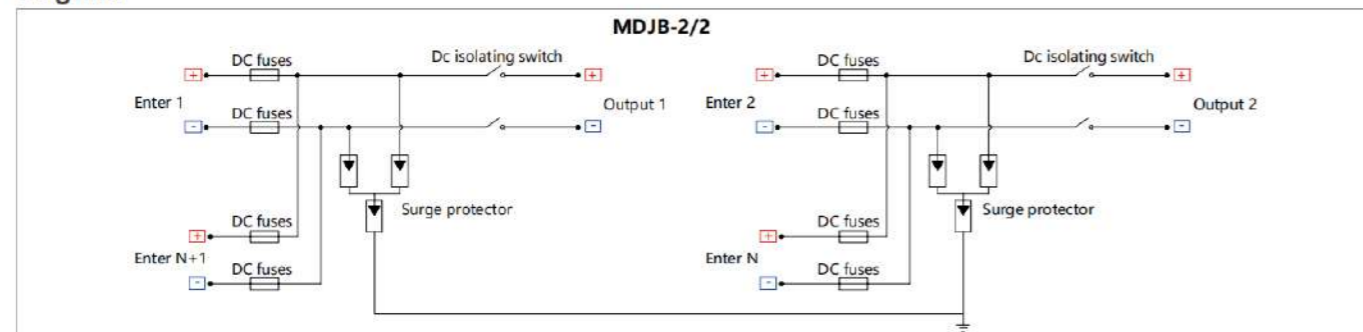 MDJB-2/2
DC fuses
Dc isolating switch
+
+
Enter 1
Output 1
DC fuses
-
-
Surge protector
DC fuses
+
Enter N+1
DC fuses
-
DC fuses
Dc isolating switch
+
+
Enter 2
Output 2
DC fuses
-
-
Surge protector
DC fuses
+
Enter N
DC fuses
-